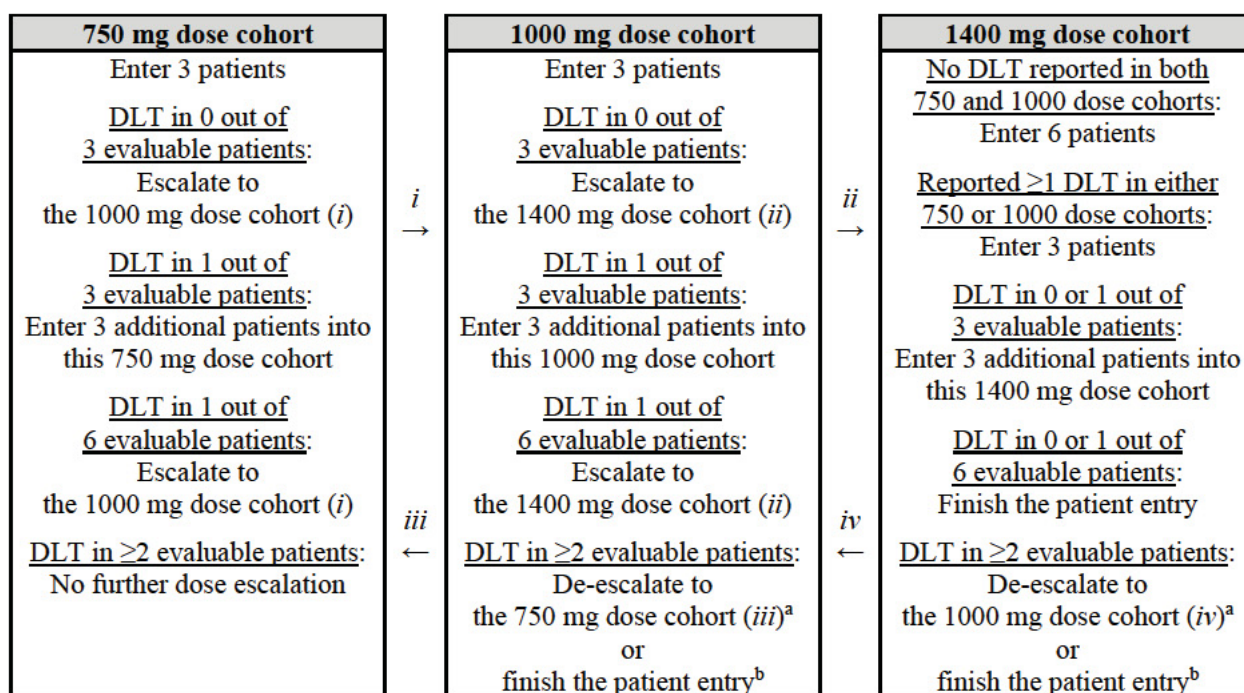 750 mg dose cohort
Enter 3 patients
DLT in 0 out of
3 evaluable patients:
Escalate to
the 1000 mg dose cohort (i)
DLT in 1 out of
3 evaluable patients:
Enter 3 additional patients into
this 750 mg dose cohort
DLT in 1 out of
6 evaluable patients:
Escalate to
the 1000 mg dose cohort (i)
DLT in ≥2 evaluable patients:
No further dose escalation
i
→
iii
←
1000 mg dose cohort
Enter 3 patients
DLT in 0 out of
3 evaluable patients:
Escalate to
the 1400 mg dose cohort (ii)
DLT in 1 out of
3 evaluable patients:
Enter 3 additional patients into
this 1000 mg dose cohort
DLT in 1 out of
6 evaluable patients:
Escalate to
the 1400 mg dose cohort (ii)
DLT in ≥2 evaluable patients:
De-escalate to
the 750 mg dose cohort (iii)ᵃ
or
finish the patient entryᵇ
ii
→
iv
←
1400 mg dose cohort
No DLT reported in both
750 and 1000 dose cohorts:
Enter 6 patients
Reported ≥1 DLT in either
750 or 1000 dose cohorts:
Enter 3 patients
DLT in 0 or 1 out of
3 evaluable patients:
Enter 3 additional patients into
this 1400 mg dose cohort
DLT in 0 or 1 out of
6 evaluable patients:
Finish the patient entry
DLT in ≥2 evaluable patients:
De-escalate to
the 1000 mg dose cohort (iv)ᵃ
or
finish the patient entryᵇ